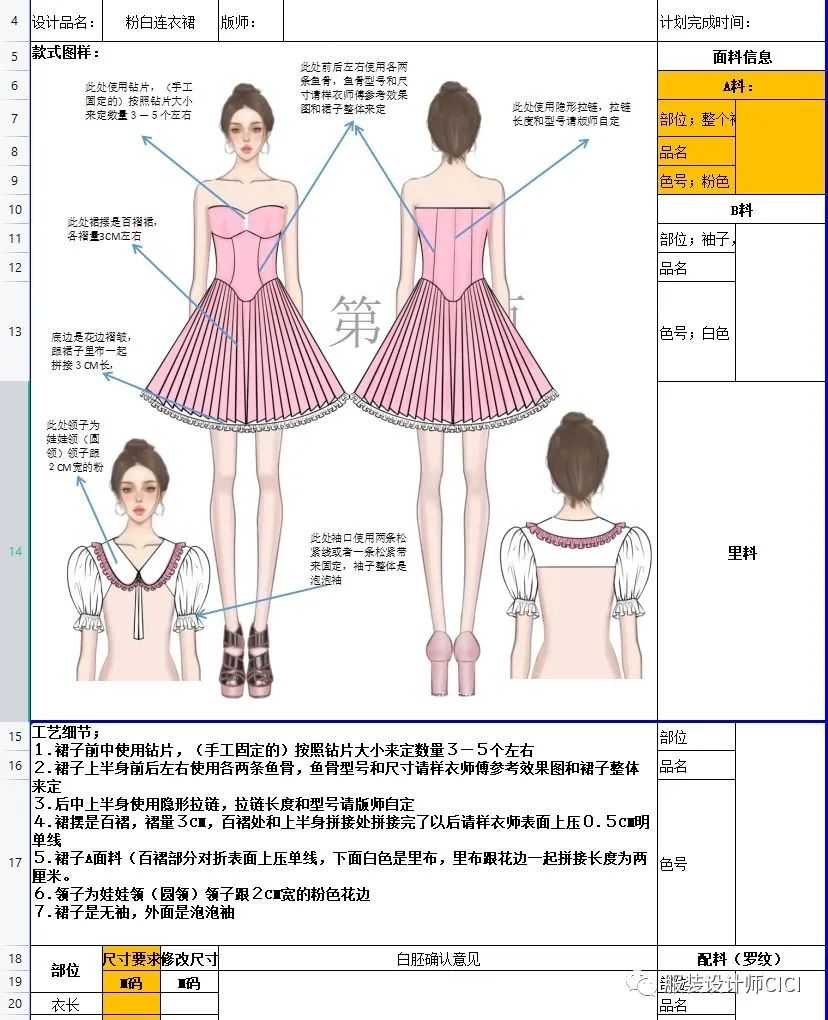 4
设计品名：
粉白连衣裙
版师：
计划完成时间：
5
款式图样：
面料信息
6
A料：
7
部位；整个
8
品名
9
色号；粉色
10
B料
11
部位；袖子，
12
品名
13
色号；白色
此处使用钻片，（手工
固定的）按照钻片大小
来定数量３—５个左右
此处前后左右使用各两
条鱼骨，鱼骨型号和尺
寸请样衣师傅参考效果
图和裙子整体来定
此处使用隐形拉链，拉链
长度和型号请版师自定
此处裙摆是百褶裙，
各褶量3CM左右
底边是花边褶皱，
跟裙子里布一起
拼接３CM长，
第
此处领子为
娃娃领（圆
领）领子跟
２CM宽的粉
此处袖口使用两条松
紧线或者一条松紧带
来固定，袖子整体是
泡泡袖
14
里料
15
工艺细节；
部位
１.裙子前中使用钻片，（手工固定的）按照钻片大小来定数量３—５个左右
16
品名
２.裙子上半身前后左右使用各两条鱼骨，鱼骨型号和尺寸请样衣师傅参考效果图和裙子整体
来定
３.后中上半身使用隐形拉链，拉链长度和型号请版师自定
４.裙摆是百褶，褶量３cm，百褶处和上半身拼接处拼接完了以后请样衣师表面上压０.５cm明
单线
17
色号
５.裙子A面料（百褶部分对折表面上压单线，下面白色是里布，里布跟花边一起拼接长度为两
厘米。
６.领子为娃娃领（圆领）领子跟２cm宽的粉色花边
７.裙子是无袖，外面是泡泡袖
18
部位
尺寸要求
修改尺寸
白胚确认意见
配料（罗纹）
19
M码
M码
部位
服装设计师CICI
20
衣长
品名